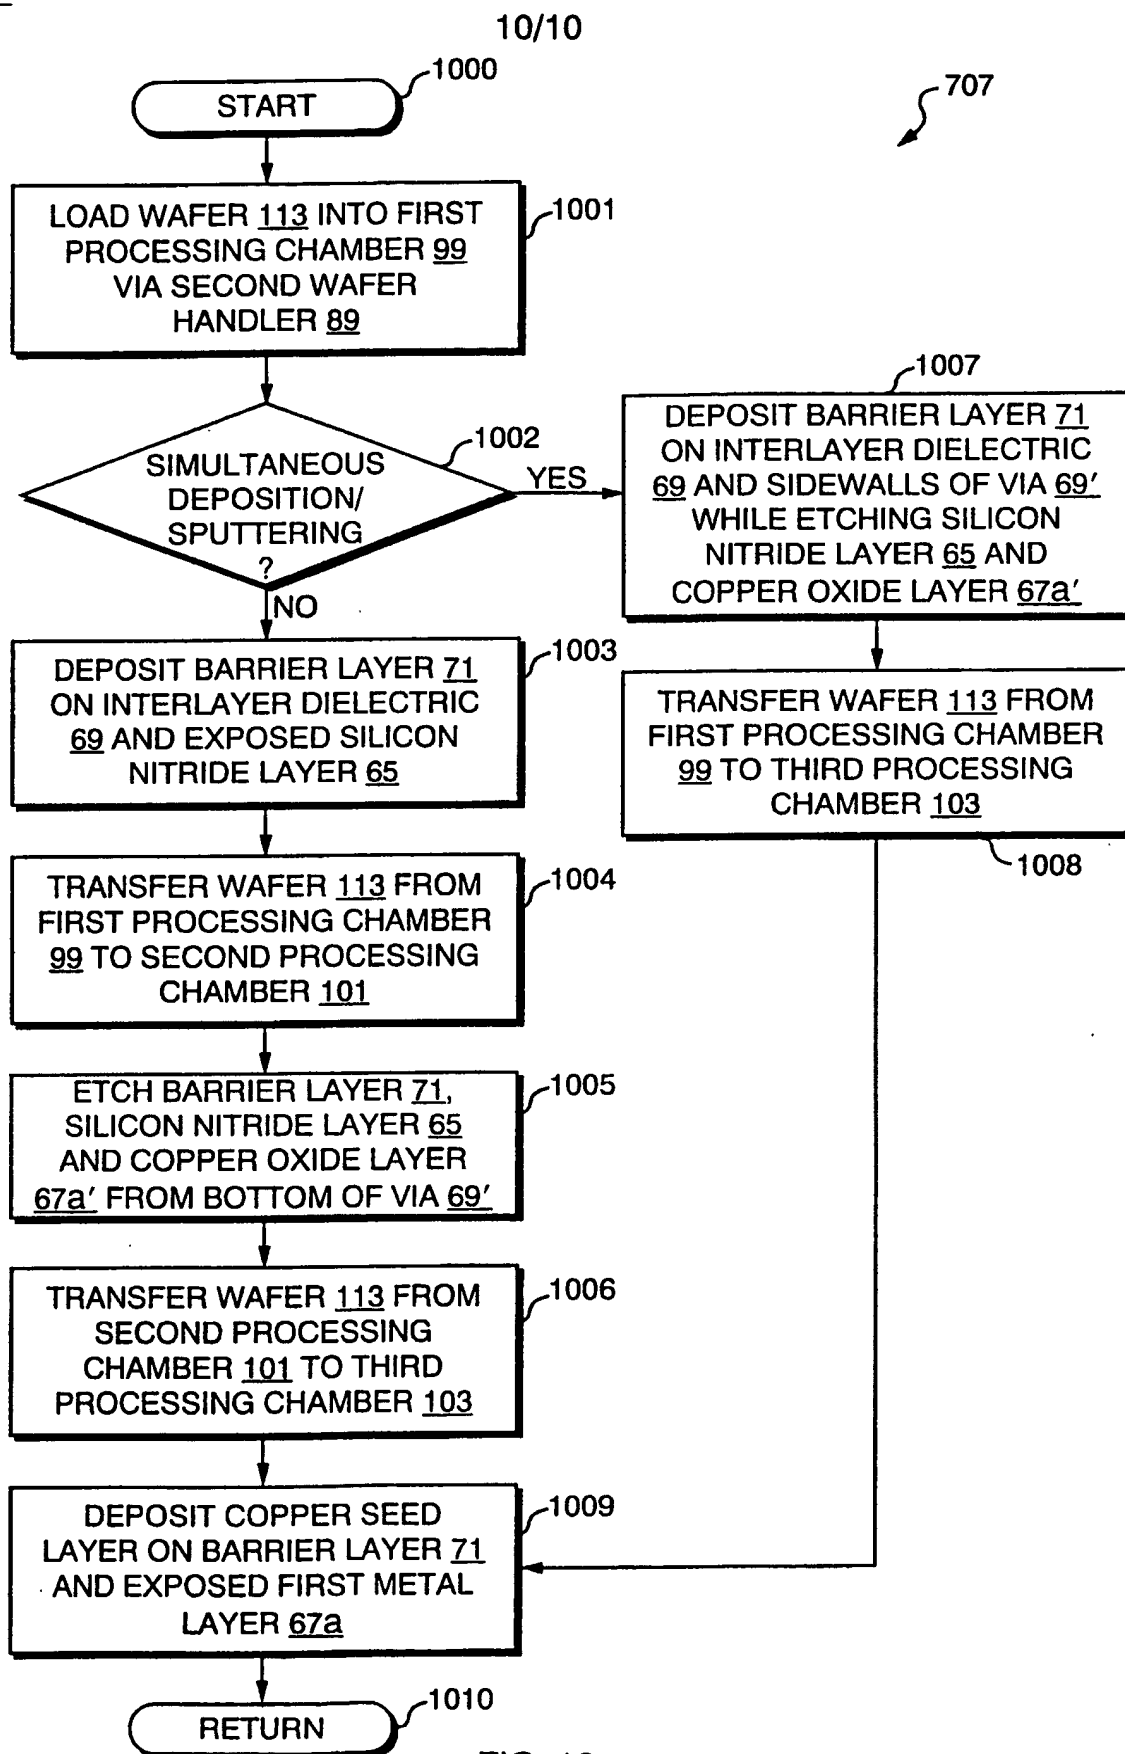 10/10
START
1000
707
LOAD WAFER 113 INTO FIRST
PROCESSING CHAMBER 99
VIA SECOND WAFER
HANDLER 89
1001
SIMULTANEOUS
DEPOSITION/
SPUTTERING
?
1002
YES
NO
1007
DEPOSIT BARRIER LAYER 71
ON INTERLAYER DIELECTRIC
69 AND SIDEWALLS OF VIA 69'
WHILE ETCHING SILICON
NITRIDE LAYER 65 AND
COPPER OXIDE LAYER 67a'
DEPOSIT BARRIER LAYER 71
ON INTERLAYER DIELECTRIC
69 AND EXPOSED SILICON
NITRIDE LAYER 65
1003
TRANSFER WAFER 113 FROM
FIRST PROCESSING CHAMBER
99 TO THIRD PROCESSING
CHAMBER 103
1008
TRANSFER WAFER 113 FROM
FIRST PROCESSING CHAMBER
99 TO SECOND PROCESSING
CHAMBER 101
1004
ETCH BARRIER LAYER 71,
SILICON NITRIDE LAYER 65
AND COPPER OXIDE LAYER
67a' FROM BOTTOM OF VIA 69'
1005
TRANSFER WAFER 113 FROM
SECOND PROCESSING
CHAMBER 101 TO THIRD
PROCESSING CHAMBER 103
1006
DEPOSIT COPPER SEED
LAYER ON BARRIER LAYER 71
AND EXPOSED FIRST METAL
LAYER 67a
1009
RETURN
1010